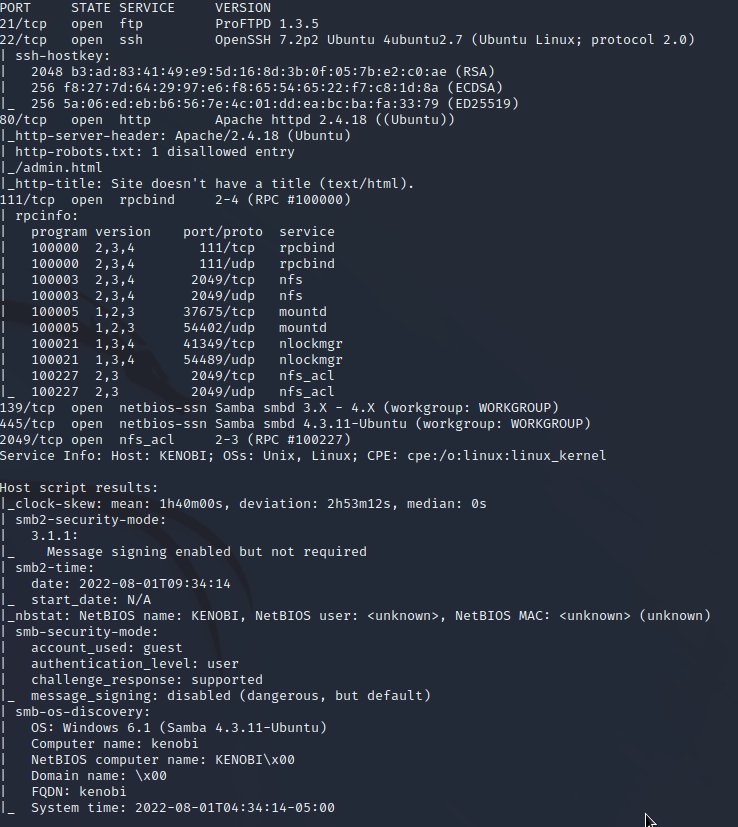 PORT     STATE SERVICE     VERSION
21/tcp   open  ftp         ProFTPD 1.3.5
22/tcp   open  ssh         OpenSSH 7.2p2 Ubuntu 4ubuntu2.7 (Ubuntu Linux; protocol 2.0)
| ssh-hostkey:
|   2048 b3:ad:83:41:49:e9:5d:16:8d:3b:0f:05:7b:e2:c0:ae (RSA)
|   256 f8:27:7d:64:29:97:e6:f8:65:54:65:22:f7:c8:1d:8a (ECDSA)
|_  256 5a:06:ed:eb:b6:56:7e:4c:01:dd:ea:bc:ba:fa:33:79 (ED25519)
80/tcp   open  http        Apache httpd 2.4.18 ((Ubuntu))
|_http-server-header: Apache/2.4.18 (Ubuntu)
| http-robots.txt: 1 disallowed entry
|_/admin.html
|_http-title: Site doesn't have a title (text/html).
111/tcp  open  rpcbind     2-4 (RPC #100000)
| rpcinfo:
|   program version    port/proto  service
|   100000  2,3,4        111/tcp   rpcbind
|   100000  2,3,4        111/udp   rpcbind
|   100003  2,3,4       2049/tcp   nfs
|   100003  2,3,4       2049/udp   nfs
|   100005  1,2,3      37675/tcp   mountd
|   100005  1,2,3      54402/udp   mountd
|   100021  1,3,4      41349/tcp   nlockmgr
|   100021  1,3,4      54489/udp   nlockmgr
|   100227  2,3         2049/tcp   nfs_acl
|_  100227  2,3         2049/udp   nfs_acl
139/tcp  open  netbios-ssn Samba smbd 3.X - 4.X (workgroup: WORKGROUP)
445/tcp  open  netbios-ssn Samba smbd 4.3.11-Ubuntu (workgroup: WORKGROUP)
2049/tcp open  nfs_acl     2-3 (RPC #100227)
Service Info: Host: KENOBI; OSs: Unix, Linux; CPE: cpe:/o:linux:linux_kernel
Host script results:
|_clock-skew: mean: 1h40m00s, deviation: 2h53m12s, median: 0s
| smb2-security-mode:
|   3.1.1:
|_    Message signing enabled but not required
| smb2-time:
|   date: 2022-08-01T09:34:14
|_  start_date: N/A
|_nbstat: NetBIOS name: KENOBI, NetBIOS user: <unknown>, NetBIOS MAC: <unknown> (unknown)
| smb-security-mode:
|   account_used: guest
|   authentication_level: user
|   challenge_response: supported
|_  message_signing: disabled (dangerous, but default)
| smb-os-discovery:
|   OS: Windows 6.1 (Samba 4.3.11-Ubuntu)
|   Computer name: kenobi
|   NetBIOS computer name: KENOBI\x00
|   Domain name: \x00
|   FQDN: kenobi
|_  System time: 2022-08-01T04:34:14-05:00